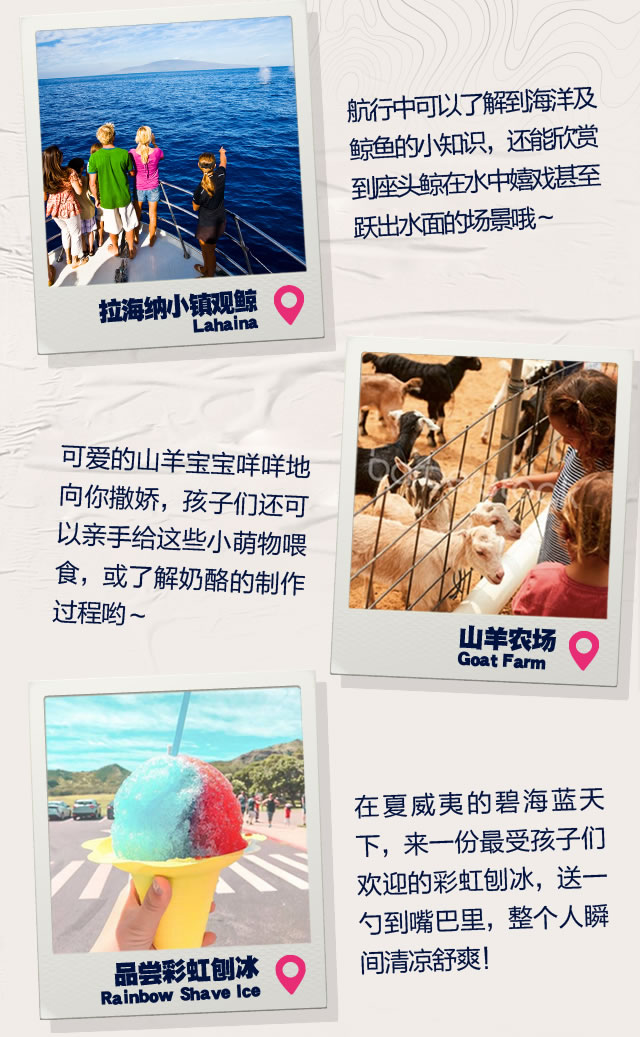 航行中可以了解到海洋及
鲸鱼的小知识，还能欣赏
到座头鲸在水中嬉戏甚至
跃出水面的场景哦~
拉海纳小镇观鲸
Lahaina
可爱的山羊宝宝咩咩地
向你撒娇，孩子们还可
以亲手给这些小萌物喂
食，或了解奶酪的制作
过程哟~
山羊农场
Goat Farm
在夏威夷的碧海蓝天
下，来一份最受孩子们
欢迎的彩虹刨冰，送一
勺到嘴巴里，整个人瞬
间清凉舒爽！
品尝彩虹刨冰
Rainbow Shave Ice